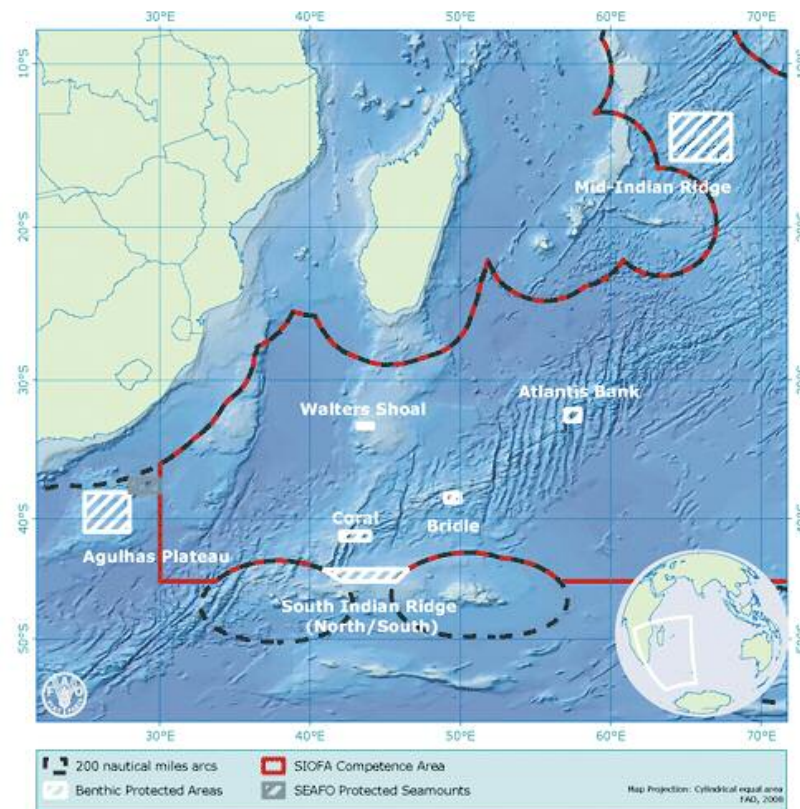 30°E 40°E 50°E 60°E 70°E
10°S
Mid-Indian Ridge
20°S
30°S
Atlantis Bank
Walters Shoal
40°S
Coral
Bridle
Agulhas Plateau
South Indian Ridge
(North/South)
50°S
30°E 40°E 50°E 60°E 70°E
200 nautical miles arcs
SIOFA Competence Area
Benthic Protected Areas
SEAFO Protected Seamounts
Map Projection: Cylindrical equal area
FAO, 2008